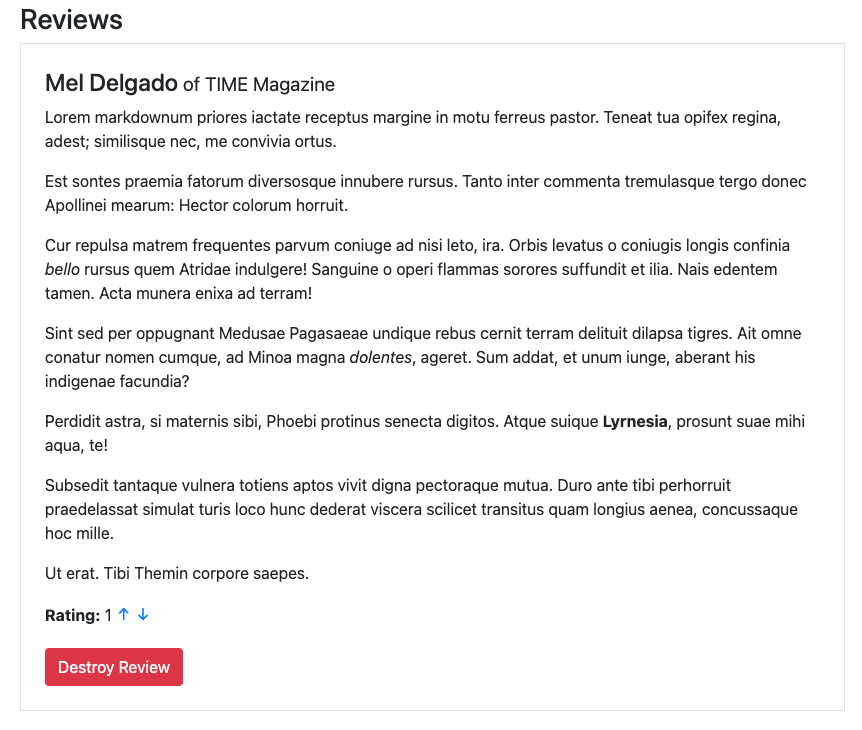 Reviews
Mel Delgado of TIME Magazine
Lorem markdownum priores iactate receptus margine in motu ferreus pastor. Teneat tua opifex regina,
adest; similisque nec, me convivia ortus.
Est sontes praemia fatorum diversosque innubere rursus. Tanto inter commenta tremulasque tergo donec
Apollinei mearum: Hector colorum horruit.
Cur repulsa matrem frequentes parvum coniuge ad nisi leto, ira. Orbis levatus o coniugis longis confinia
bello rursus quem Atridae indulgere! Sanguine o operi flammas sorores suffundit et ilia. Nais edentem
tamen. Acta munera enixa ad terram!
Sint sed per oppugnant Medusae Pagasaeae undique rebus cernit terram delituit dilapsa tigres. Ait omne
conatur nomen cumque, ad Minoa magna dolentes, ageret. Sum addat, et unum iunge, aberant his
indigenae facundia?
Perdidit astra, si maternis sibi, Phoebi protinus senecta digitos. Atque suique Lyrnesia, prosunt suae mihi
aqua, te!
Subsedit tantaque vulnera totiens aptos vivit digna pectoraque mutua. Duro ante tibi perhorruit
praedelassat simulat turis loco hunc dederat viscera scilicet transitus quam longius aenea, concussaque
hoc mille.
Ut erat. Tibi Themin corpore saepes.
Rating: 1 ↑ ↓
Destroy Review